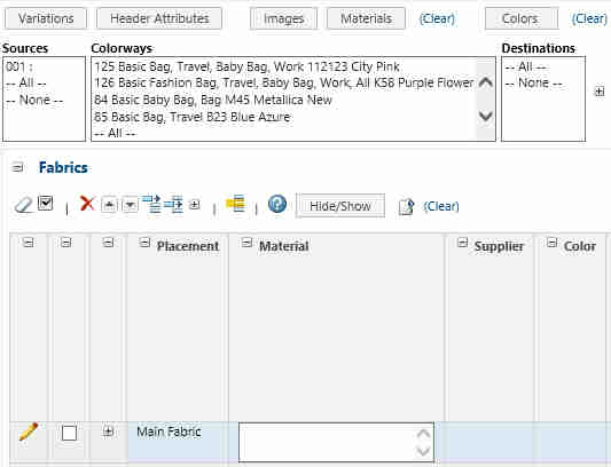 Variations Header Attributes Images Materials (Clear) Colors (Clear)
Sources Colorways Destinations
001 :
-- All --
-- None --
125 Basic Bag, Travel, Baby Bag, Work 112123 City Pink
126 Basic Fashion Bag, Travel, Baby Bag, Work, All K58 Purple Flower
84 Basic Baby Bag, Bag M45 Metallica New
85 Basic Bag, Travel B23 Blue Azure
-- All --
-- All --
-- None --
Fabrics
Hide/Show (Clear)
Placement Material Supplier Color
Main Fabric